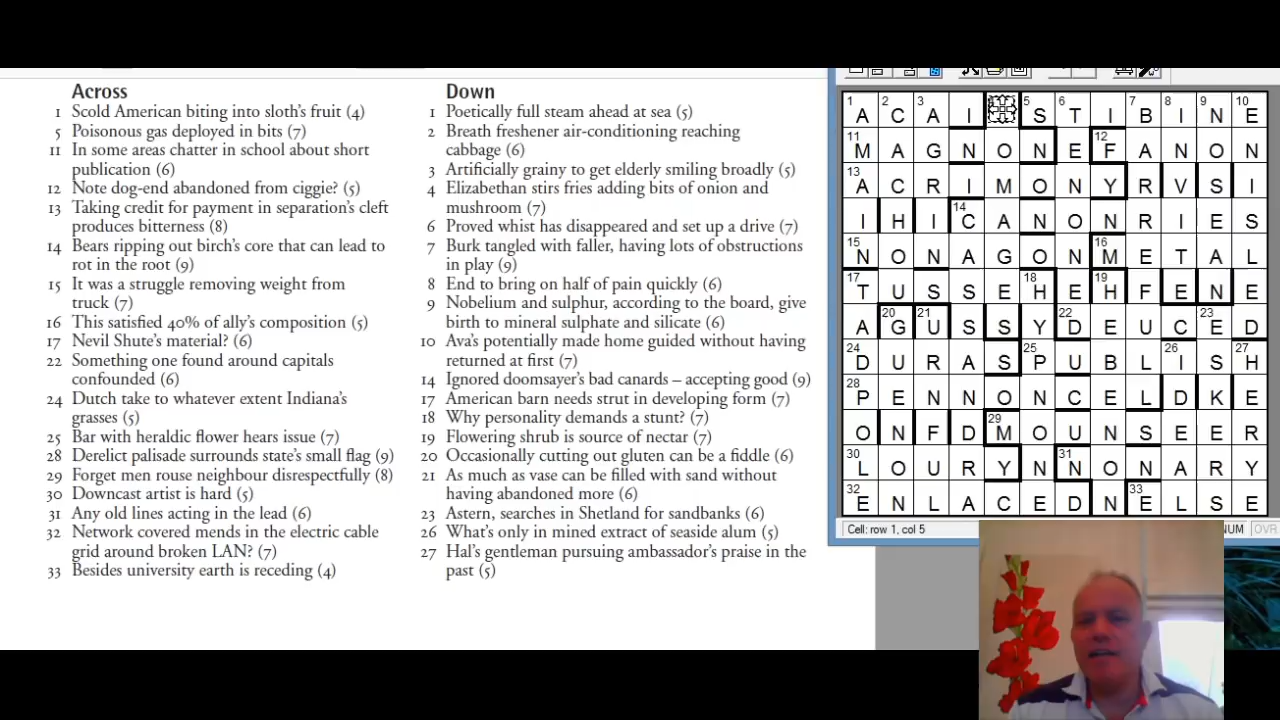 Across
1 Scold American biting into sloth's fruit (4)
5 Poisonous gas deployed in bits (7)
11 In some areas chatter in school about short
publication (6)
12 Note dog-end abandoned from ciggie? (5)
13 Taking credit for payment in separation's cleft
produces bitterness (8)
14 Bears ripping out birch's core that can lead to
rot in the root (9)
15 It was a struggle removing weight from
truck (7)
16 This satisfied 40% of ally's composition (5)
17 Nevil Shute's material? (6)
22 Something one found around capitals
confounded (6)
24 Dutch take to whatever extent Indiana's
grasses (5)
25 Bar with heraldic flower hears issue (7)
28 Derelict palisade surrounds state's small flag (9)
29 Forget men rouse neighbour disrespectfully (8)
30 Downcast artist is hard (5)
31 Any old lines acting in the lead (6)
32 Network covered mends in the electric cable
grid around broken LAN? (7)
33 Besides university earth is receding (4)
Down
1 Poetically full steam ahead at sea (5)
2 Breath freshener air-conditioning reaching
cabbage (6)
3 Artificially grainy to get elderly smiling broadly (5)
4 Elizabethan stirs fries adding bits of onion and
mushroom (7)
6 Proved whist has disappeared and set up a drive (7)
7 Burk tangled with faller, having lots of obstructions
in play (9)
8 End to bring on half of pain quickly (6)
9 Nobelium and sulphur, according to the board, give
birth to mineral sulphate and silicate (6)
10 Ava's potentially made home guided without having
returned at first (7)
14 Ignored doomsayer's bad canards – accepting good (9)
17 American barn needs strut in developing form (7)
18 Why personality demands a stunt? (7)
19 Flowering shrub is source of nectar (7)
20 Occasionally cutting out gluten can be a fiddle (6)
21 As much as vase can be filled with sand without
having abandoned more (6)
23 Astern, searches in Shetland for sandbanks (6)
26 What's only in mined extract of seaside alum (5)
27 Hal's gentleman pursuing ambassador's praise in the
past (5)
1 2 3 5 6 7 8 9 10
A C A I S T I B I N E
11 12
M A G N O N E F A N O N
13
A C R I M O N Y R V S I
14
I H I C A N O N R I E S
15 16
N O N A G O N M E T A L
17 18 19
T U S S E H E H F E N E
20 21 22 23
A G U S S Y D E U C E D
24 25 26 27
D U R A S P U B L I S H
28
P E N N O N C E L D K E
29
O N F D M O U N S E E R
30 31
L O U R Y N N O N A R Y
32 33
E N L A C E D N E L S E
Cell: row 1, col 5
NUM OVR